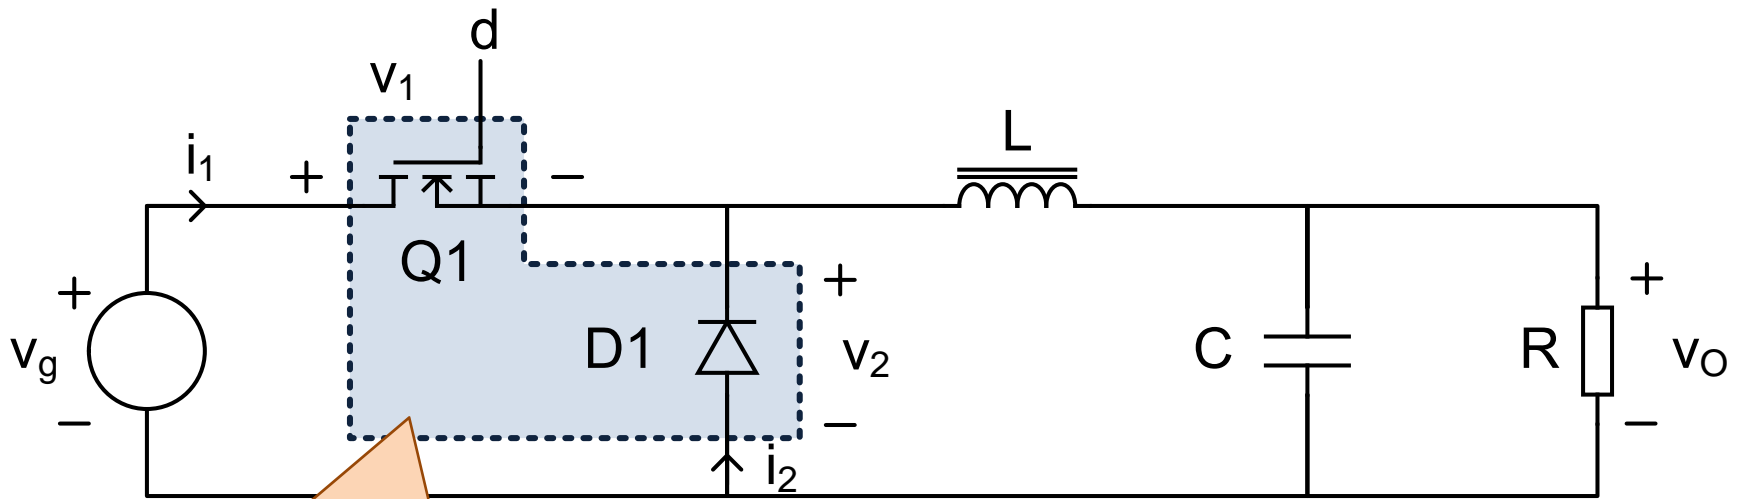 d
v1
i1
+
−
L
Q1
+
vg
−
D1
+
v2
−
i2
C
R
+
vO
−